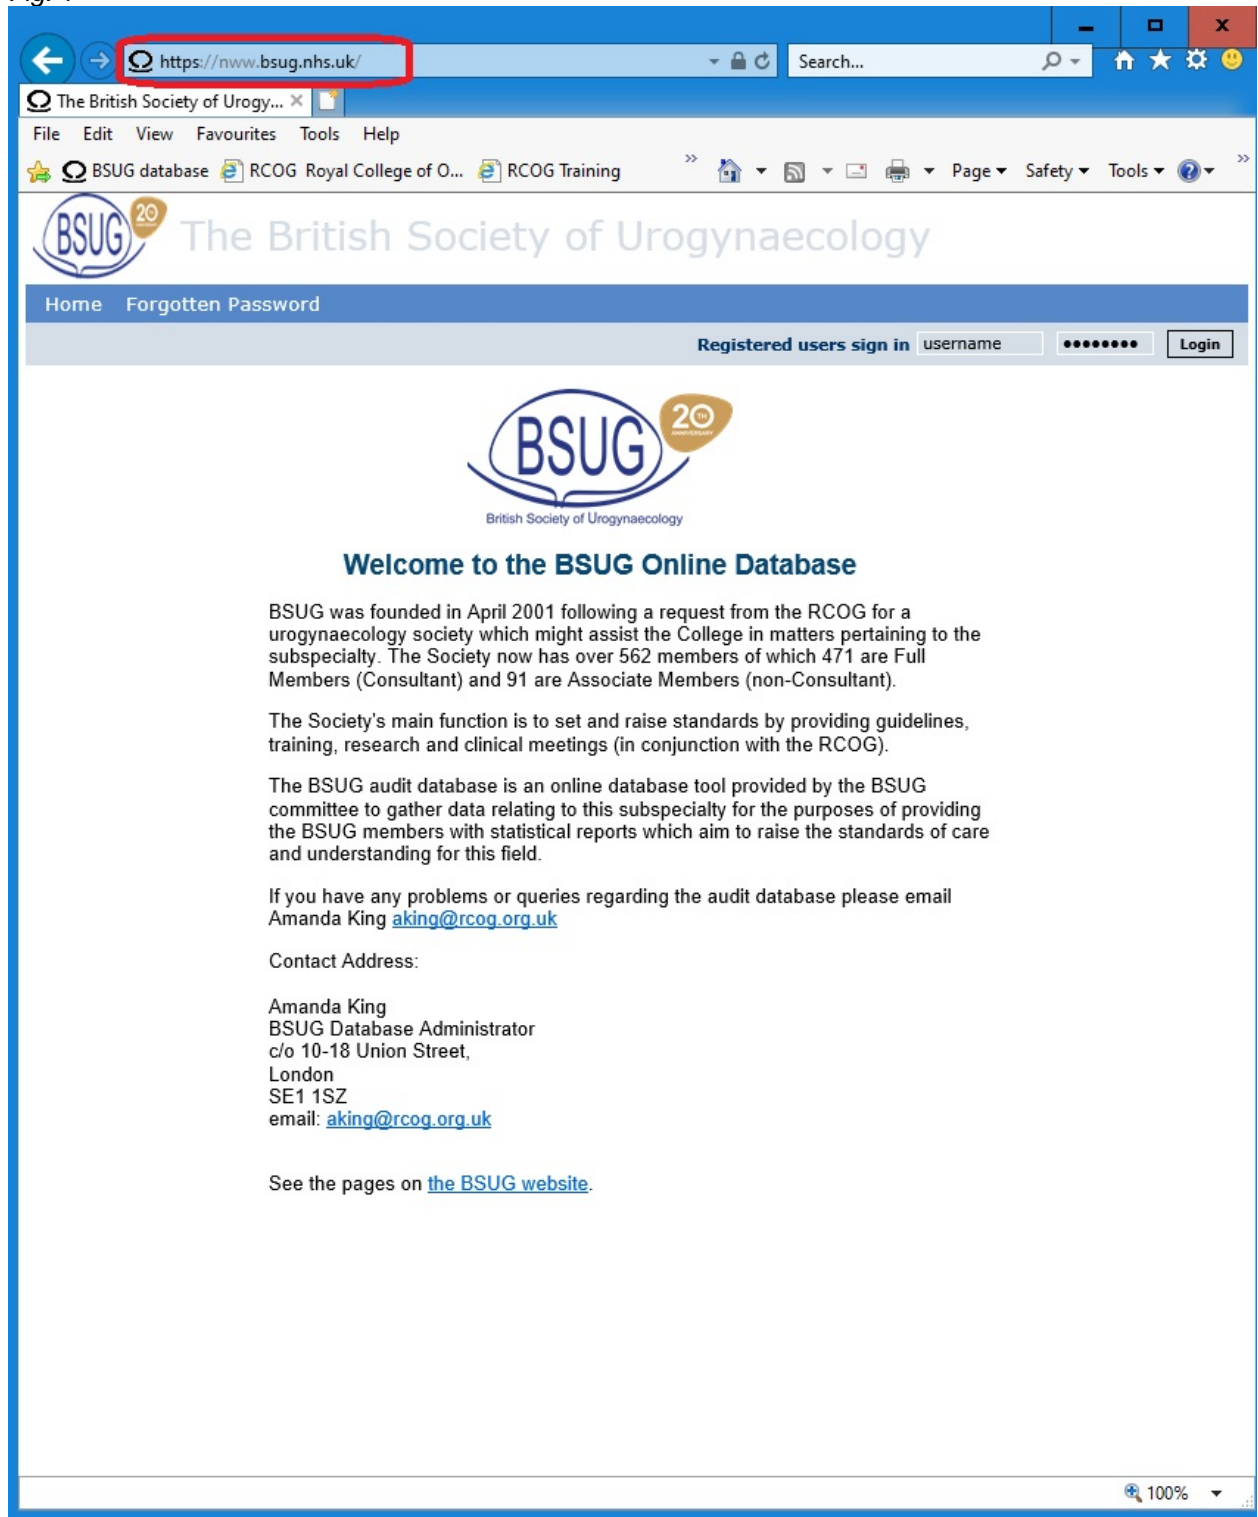 https://nww.bsug.nhs.uk/
Search...
The British Society of Urogy...
File Edit View Favourites Tools Help
BSUG database RCOG Royal College of O... RCOG Training » Page Safety Tools »
BSUG 20 The British Society of Urogynaecology
Home Forgotten Password
Registered users sign in username •••••••• Login
BSUG 20TH ANNIVERSARY
British Society of Urogynaecology
Welcome to the BSUG Online Database
BSUG was founded in April 2001 following a request from the RCOG for a
urogynaecology society which might assist the College in matters pertaining to the
subspecialty. The Society now has over 562 members of which 471 are Full
Members (Consultant) and 91 are Associate Members (non-Consultant).
The Society's main function is to set and raise standards by providing guidelines,
training, research and clinical meetings (in conjunction with the RCOG).
The BSUG audit database is an online database tool provided by the BSUG
committee to gather data relating to this subspecialty for the purposes of providing
the BSUG members with statistical reports which aim to raise the standards of care
and understanding for this field.
If you have any problems or queries regarding the audit database please email
Amanda King aking@rcog.org.uk
Contact Address:
Amanda King
BSUG Database Administrator
c/o 10-18 Union Street,
London
SE1 1SZ
email: aking@rcog.org.uk
See the pages on the BSUG website.
100%